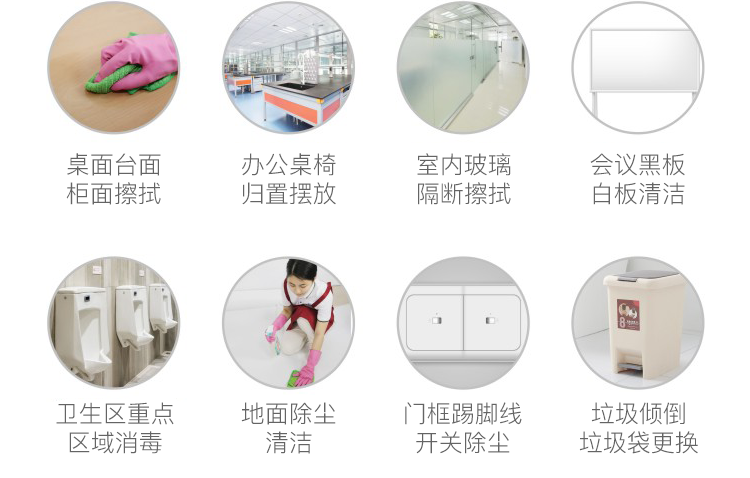 桌面台面
柜面擦拭
办公桌椅
归置摆放
室内玻璃
隔断擦拭
会议黑板
白板清洁
卫生区重点
区域消毒
地面除尘
清洁
门框踢脚线
开关除尘
垃圾倾倒
垃圾袋更换